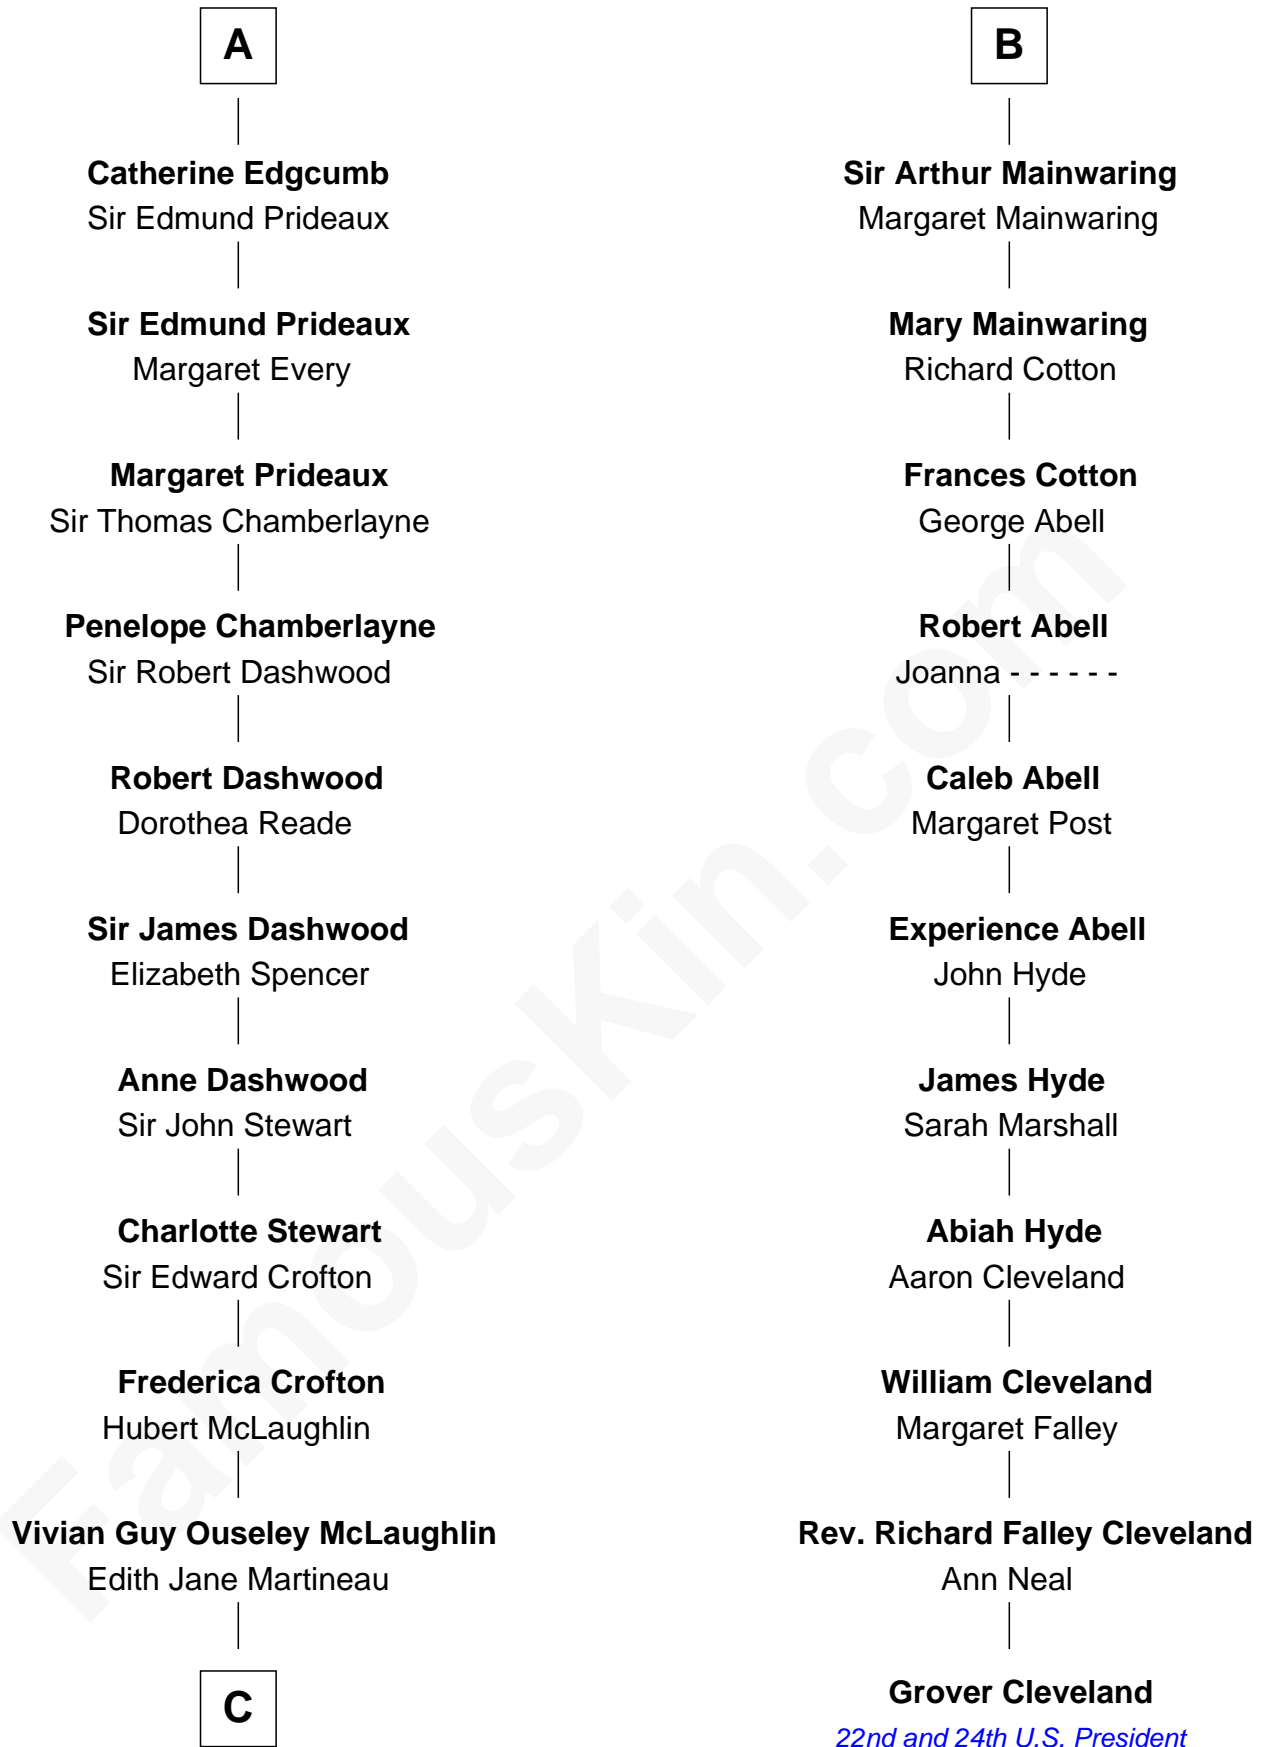 A
Catherine Edgcumb
Sir Edmund Prideaux
Sir Edmund Prideaux
Margaret Every
Margaret Prideaux
Sir Thomas Chamberlayne
Penelope Chamberlayne
Sir Robert Dashwood
Robert Dashwood
Dorothea Reade
Sir James Dashwood
Elizabeth Spencer
Anne Dashwood
Sir John Stewart
Charlotte Stewart
Sir Edward Crofton
Frederica Crofton
Hubert McLaughlin
Vivian Guy Ouseley McLaughlin
Edith Jane Martineau
C
B
Sir Arthur Mainwaring
Margaret Mainwaring
Mary Mainwaring
Richard Cotton
Frances Cotton
George Abell
Robert Abell
Joanna - - - - - -
Caleb Abell
Margaret Post
Experience Abell
John Hyde
James Hyde
Sarah Marshall
Abiah Hyde
Aaron Cleveland
William Cleveland
Margaret Falley
Rev. Richard Falley Cleveland
Ann Neal
Grover Cleveland
22nd and 24th U.S. President
FamousKin.com